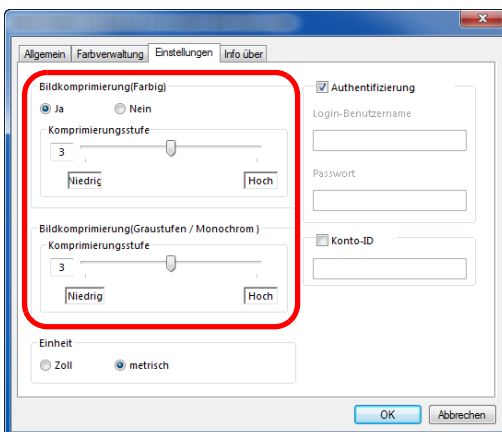 Allgemein Farbverwaltung Einstellungen Info über
Bildkomprimierung(Farbig)
Ja Nein
Komprimierungsstufe
3
Niedrig Hoch
Bildkomprimierung(Graustufen / Monochrom )
Komprimierungsstufe
3
Niedrig Hoch
Einheit
Zoll metrisch
Authentifizierung
Login-Benutzername
Passwort
Konto-ID
OK Abbrechen